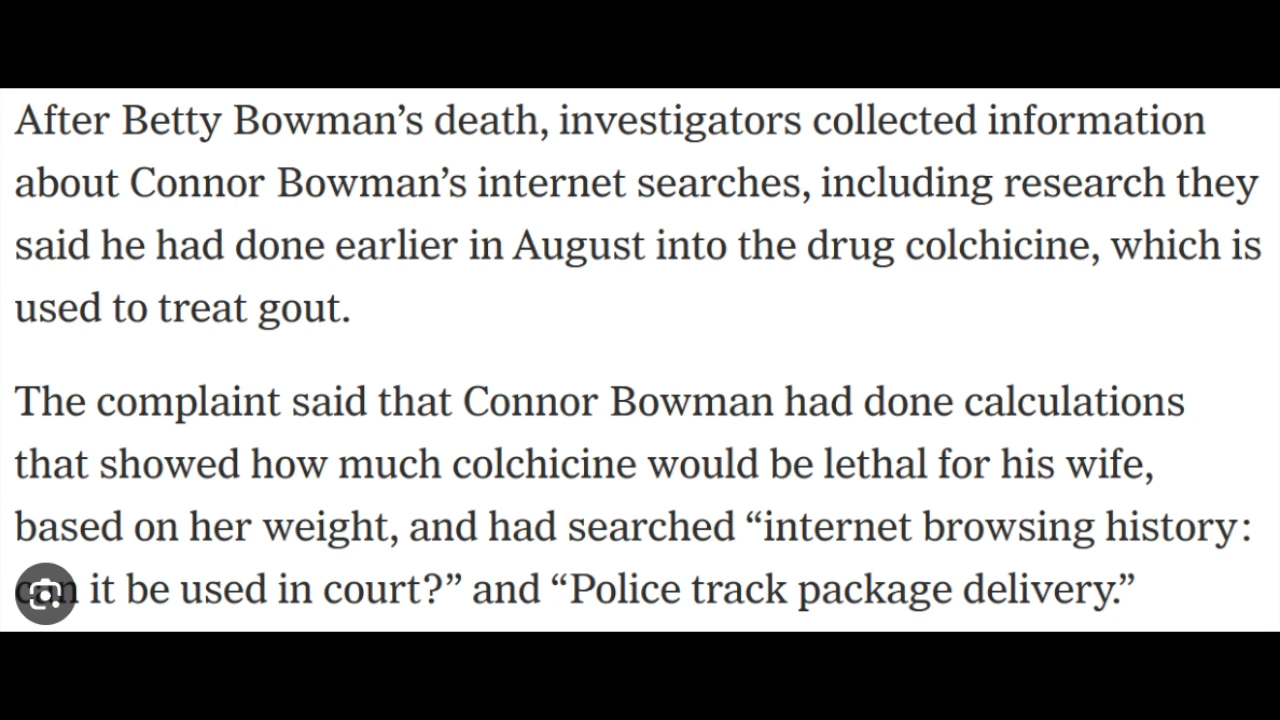 After Betty Bowman’s death, investigators collected information
about Connor Bowman’s internet searches, including research they
said he had done earlier in August into the drug colchicine, which is
used to treat gout.
The complaint said that Connor Bowman had done calculations
that showed how much colchicine would be lethal for his wife,
based on her weight, and had searched “internet browsing history:
can it be used in court?” and “Police track package delivery.”